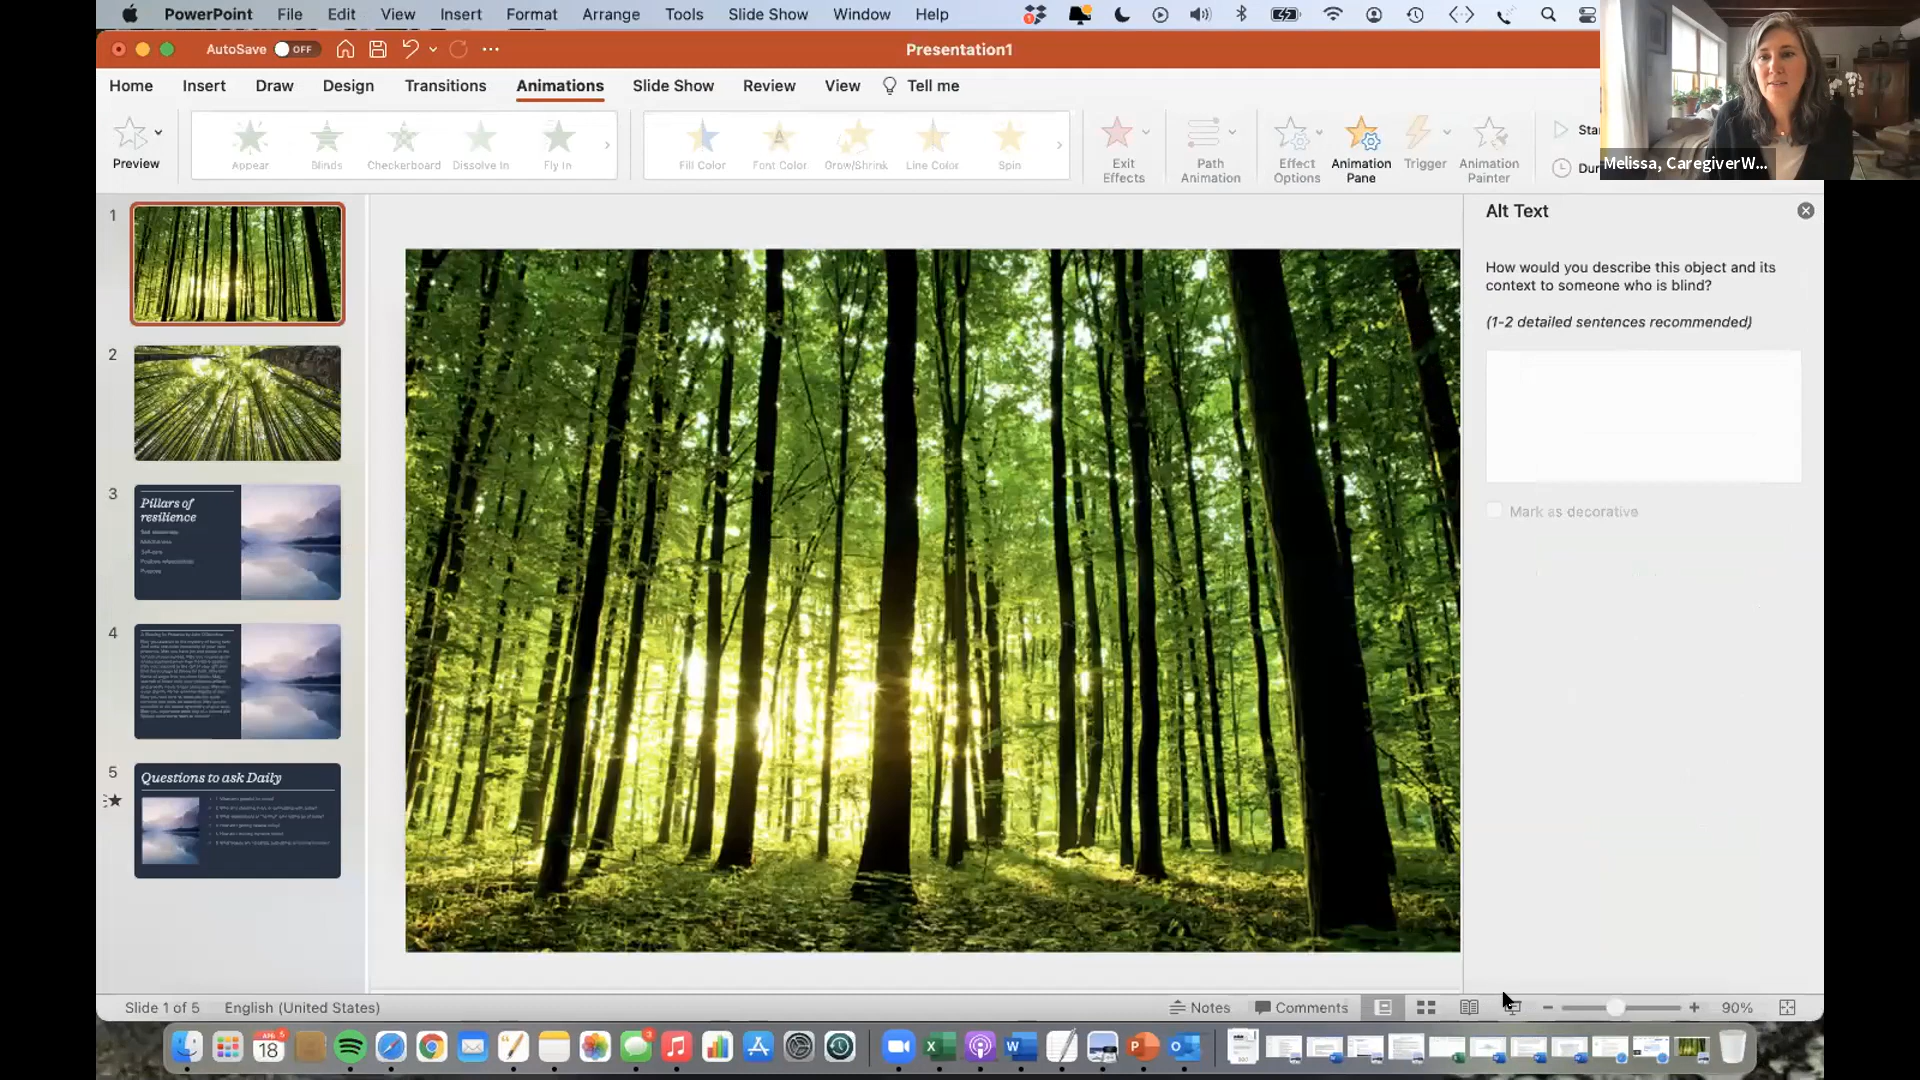 PowerPoint File Edit View Insert Format Arrange Tools Slide Show Window Help
AutoSave OFF
Presentation1
Home Insert Draw Design Transitions Animations Slide Show Review View Tell me
Preview
Appear Blinds Checkerboard Dissolve In Fly In
Fill Color Font Color Grow/Shrink Line Color Spin
Exit Effects
Path Animation
Effect Options
Animation Pane
Trigger
Animation Painter
Melissa, CaregiverW...
1
2
3
Pillars of
resilience
Self-care
Purpose
4
5
Questions to ask Daily
Alt Text
How would you describe this object and its
context to someone who is blind?
(1-2 detailed sentences recommended)
Mark as decorative
Slide 1 of 5 English (United States)
Notes Comments 90%
18